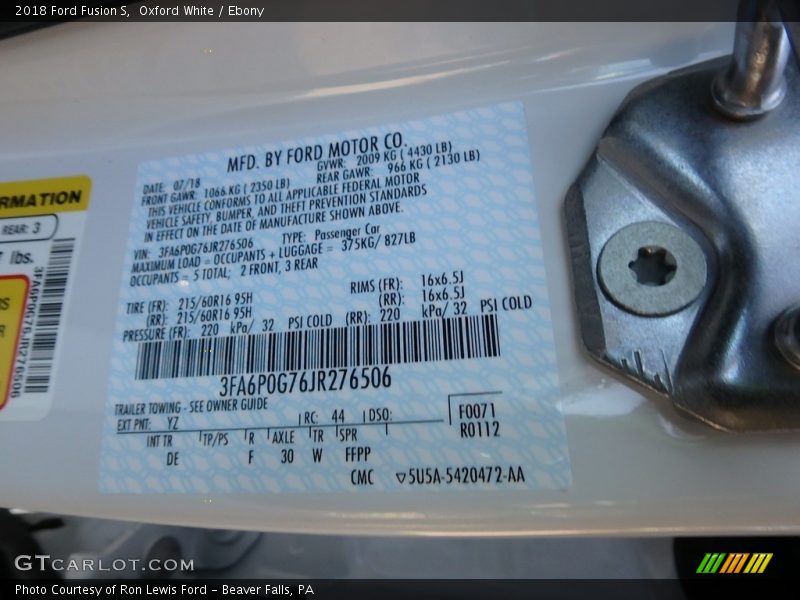 2018 Ford Fusion S,  Oxford White / Ebony
MFD. BY FORD MOTOR CO.
DATE: 07/18 GVWR: 2009 KG ( 4430 LB)
FRONT GAWR: 1066 KG ( 2350 LB) REAR GAWR: 966 KG ( 2130 LB)
THIS VEHICLE CONFORMS TO ALL APPLICABLE FEDERAL MOTOR
VEHICLE SAFETY, BUMPER, AND THEFT PREVENTION STANDARDS
IN EFFECT ON THE DATE OF MANUFACTURE SHOWN ABOVE.
VIN: 3FA6P0G76JR276506 TYPE: Passenger Car
MAXIMUM LOAD = OCCUPANTS + LUGGAGE = 375KG/ 827LB
OCCUPANTS = 5 TOTAL; 2 FRONT, 3 REAR
TIRE (FR): 215/60R16 95H RIMS (FR): 16x6.5J
(RR): 215/60R16 95H (RR): 16x6.5J
PRESSURE (FR): 220 kPa/ 32 PSI COLD (RR): 220 kPa/ 32 PSI COLD
3FA6P0G76JR276506
TRAILER TOWING - SEE OWNER GUIDE
EXT PNT: YZ RC: 44 DSO: F0071
R0112
INT TR TP/PS R AXLE TR SPR
DE F 30 W FFPP
CMC ▽5U5A-5420472-AA
RMATION
REAR: 3
lbs.
3FA6P0G76JR276506
GTCarLot.com
Photo Courtesy of Ron Lewis Ford - Beaver Falls, PA